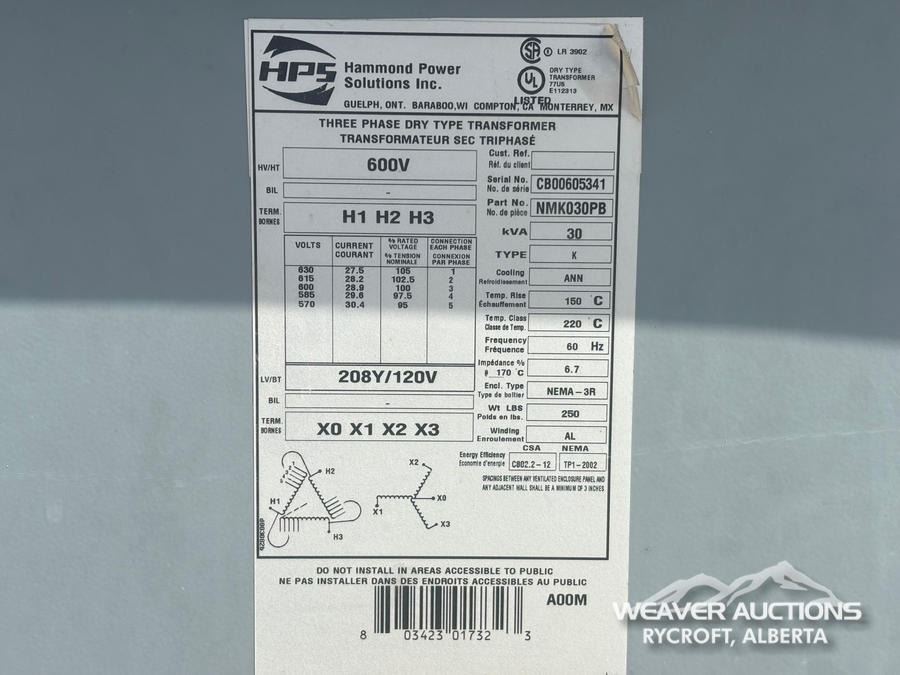 HPS
Hammond Power
Solutions Inc.
LR 3902
DRY TYPE
TRANSFORMER
77US
E112313
LISTED
GUELPH, ONT. BARABOO,WI COMPTON, CA MONTERREY, MX
THREE PHASE DRY TYPE TRANSFORMER
TRANSFORMATEUR SEC TRIPHASÉ
HV/HT 600V
BIL -
TERM. BORNES H1 H2 H3
VOLTS CURRENT COURANT % RATED VOLTAGE % TENSION NOMINALE CONNECTION EACH PHASE CONNEXION PAR PHASE
630 27.5 105 1
615 28.2 102.5 2
600 28.9 100 3
585 29.6 97.5 4
570 30.4 95 5
LV/BT 208Y/120V
BIL -
TERM. BORNES X0 X1 X2 X3
Cust. Ref.
Réf. du client
Serial No.
No. de série CB00605341
Part No.
No. de pièce NMK030PB
kVA 30
TYPE K
Cooling
Refroidissement ANN
Temp. Rise
Échauffement 150 °C
Temp. Class
Classe de Temp. 220 °C
Frequency
Fréquence 60 Hz
Impédance %
@ 170 °C 6.7
Encl. Type
Type de boîtier NEMA-3R
Wt LBS
Poids en lbs. 250
Winding
Enroulement AL
CSA NEMA
Energy Efficiency
Économie d'énergie C802.2-12 TP1-2002
SPACINGS BETWEEN ANY VENTILATED ENCLOSURE PANEL AND
ANY ADJACENT WALL SHALL BE A MINIMUM OF 3 INCHES
H2
H1
H3
X2
X0
X1
X3
DO NOT INSTALL IN AREAS ACCESSIBLE TO PUBLIC
NE PAS INSTALLER DANS DES ENDROITS ACCESSIBLES AU PUBLIC
A00M
8 03423 01732 3
WEAVER AUCTIONS
RYCROFT, ALBERTA